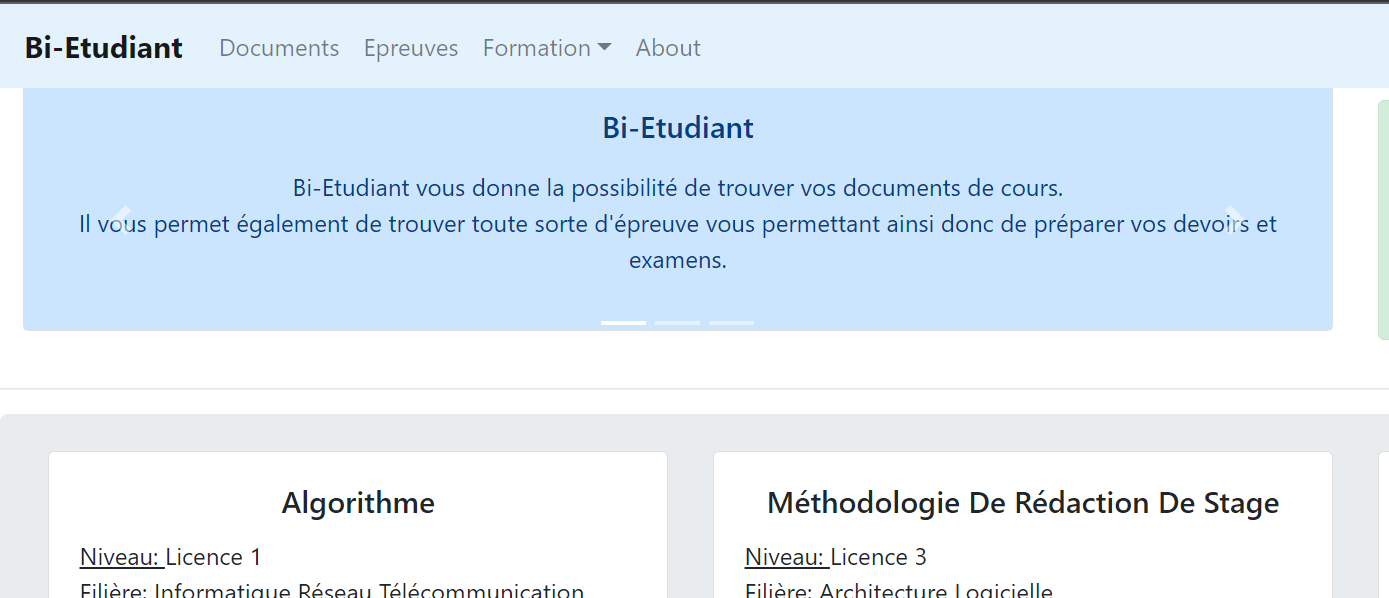 Bi-Etudiant Documents Epreuves Formation About
Bi-Etudiant
Bi-Etudiant vous donne la possibilité de trouver vos documents de cours.
Il vous permet également de trouver toute sorte d'épreuve vous permettant ainsi donc de préparer vos devoirs et
examens.
Algorithme
Niveau: Licence 1
Filière: Informatique Réseau Télécommunication
Méthodologie De Rédaction De Stage
Niveau: Licence 3
Filière: Architecture Logicielle